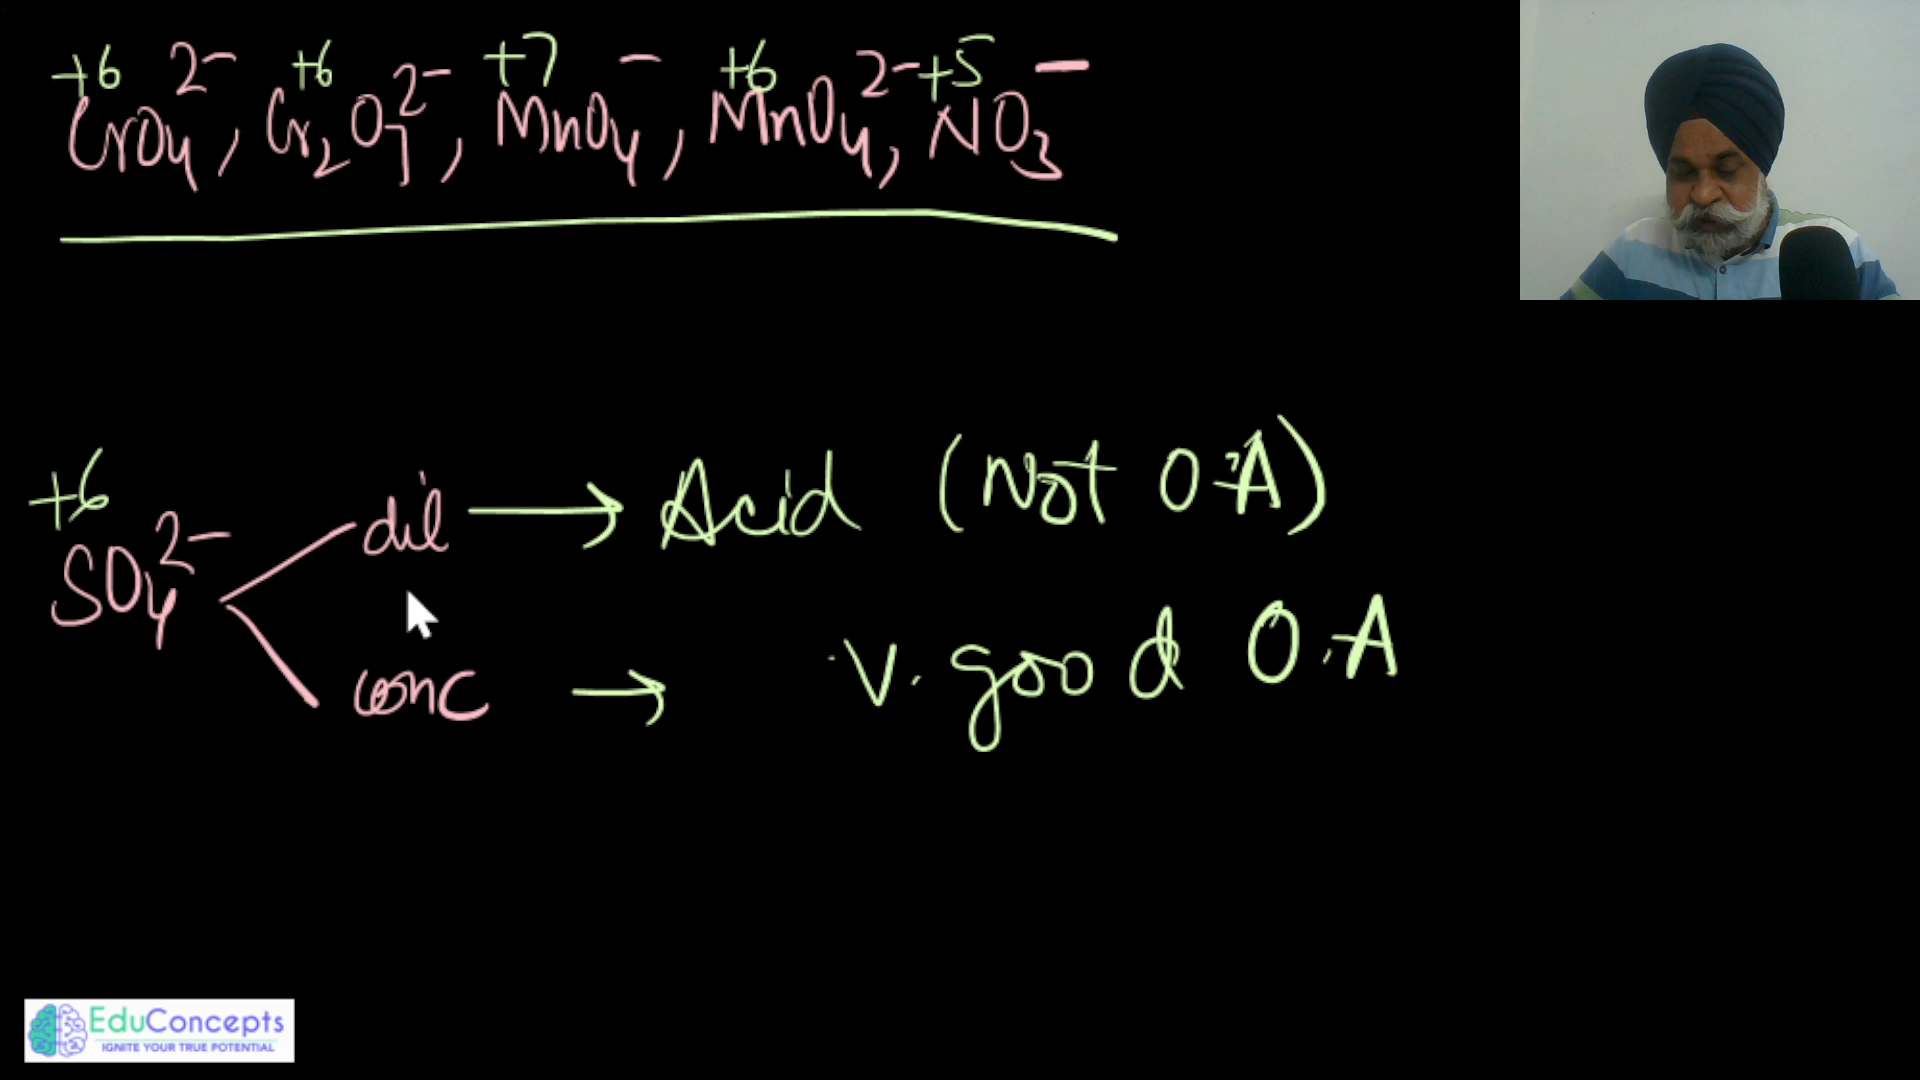 +6 +6 +7 +6 +5
CrO4 2-, Cr2O7 2-, MnO4 -, MnO4 2-, NO3 -
+6
SO4 2-
dil → Acid (Not O.A)
conc → V. good O.A
EduConcepts
IGNITE YOUR TRUE POTENTIAL